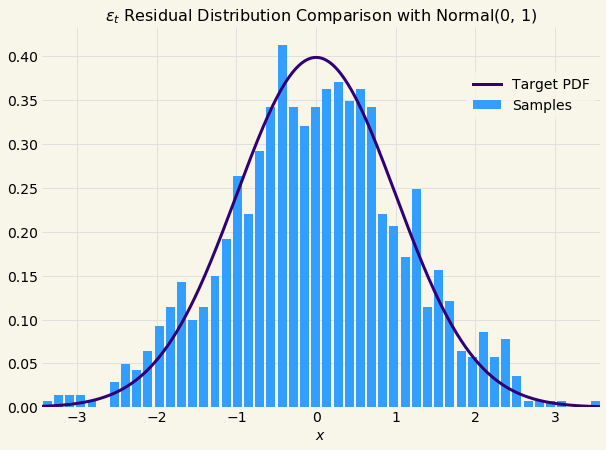 εₜ Residual Distribution Comparison with Normal(0, 1)
0.40
0.35
0.30
0.25
0.20
0.15
0.10
0.05
0.00
Target PDF
Samples
−3 −2 −1 0 1 2 3
x